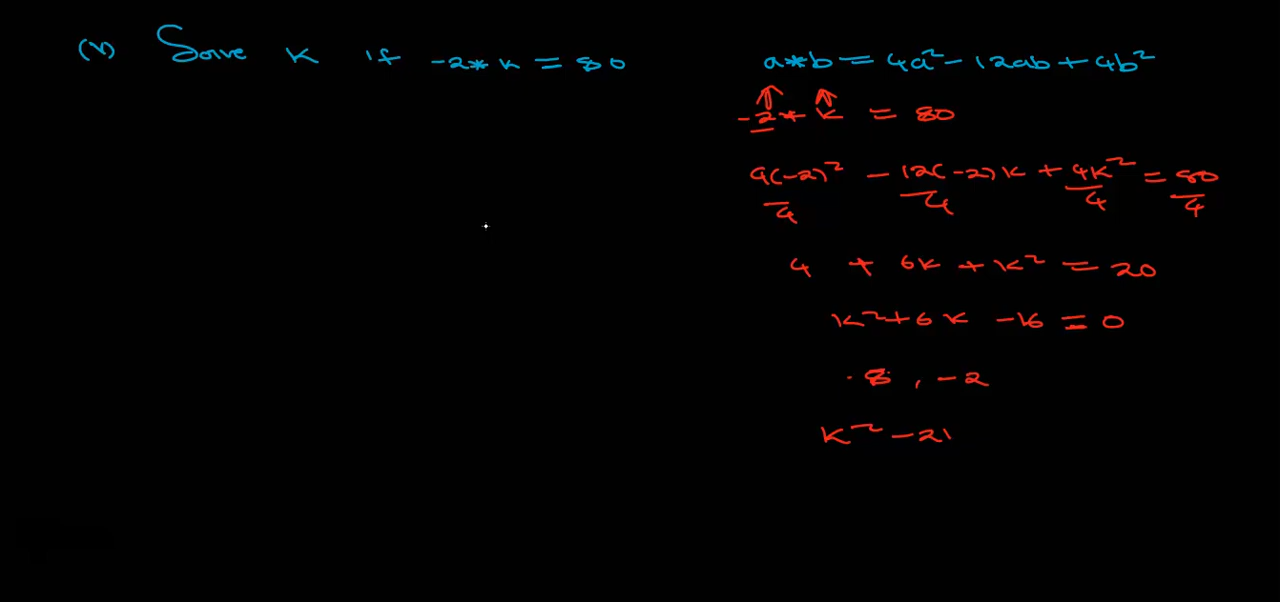 (v) Solve k if -2*k = 80
a*b = 4a² - 12ab + 4b²
-2 * k = 80
4(-2)²/4 - 12(-2)k/4 + 4k²/4 = 80/4
4 + 6k + k² = 20
k² + 6k - 16 = 0
8, -2
k² - 2k